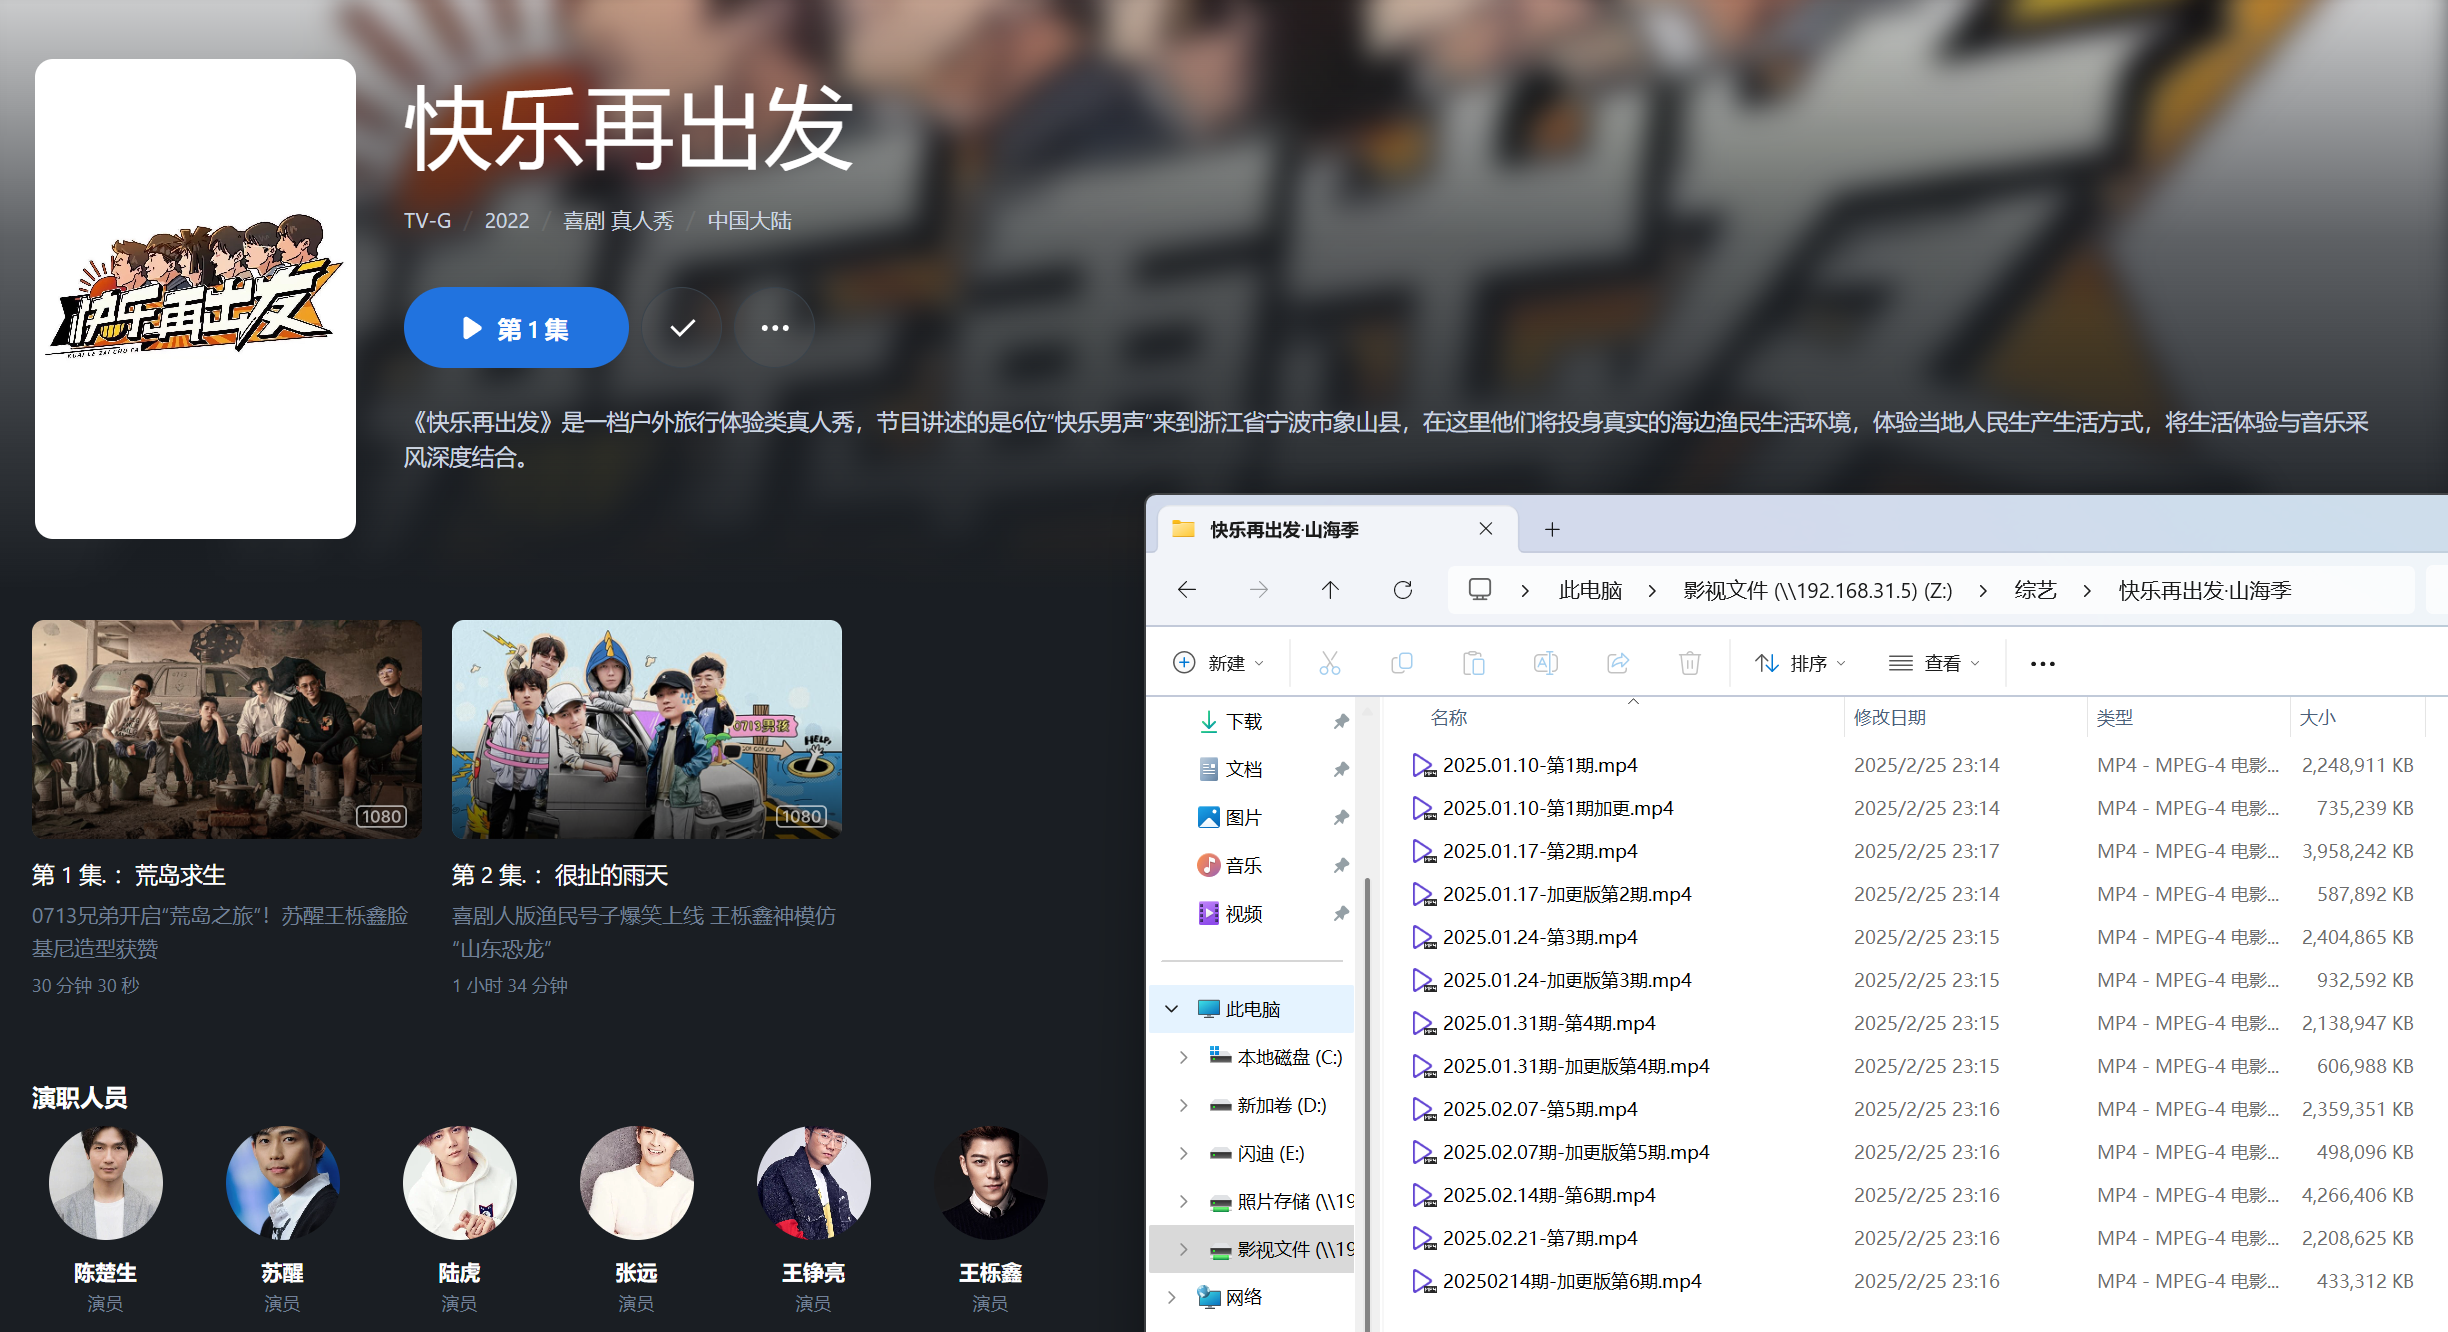 快乐再出发
TV-G / 2022 / 喜剧 真人秀 / 中国大陆
第 1 集
《快乐再出发》是一档户外旅行体验类真人秀，节目讲述的是6位“快乐男声”来到浙江省宁波市象山县，在这里他们将投身真实的海边渔民生活环境，体验当地人民生产生活方式，将生活体验与音乐采
风深度结合。
快乐再出发
KUAI LE ZAI CHU FA
1080
第 1 集. ：荒岛求生
0713兄弟开启“荒岛之旅”！苏醒王栎鑫脸
基尼造型获赞
30 分钟 30 秒
0713男孩
GO! GO! GO!
HELP,
1080
第 2 集. ：很扯的雨天
喜剧人版渔民号子爆笑上线 王栎鑫神模仿
“山东恐龙”
1 小时 34 分钟
演职人员
陈楚生
演员
苏醒
演员
陆虎
演员
张远
演员
王铮亮
演员
王栎鑫
演员
快乐再出发·山海季
此电脑 > 影视文件 (\\192.168.31.5) (Z:) > 综艺 > 快乐再出发·山海季
新建 排序 查看
下载
文档
图片
音乐
视频
此电脑
本地磁盘 (C:)
新加卷 (D:)
闪迪 (E:)
照片存储 (\\19
影视文件 (\\19
网络
名称 修改日期 类型 大小
2025.01.10-第1期.mp4 2025/2/25 23:14 MP4 - MPEG-4 电影... 2,248,911 KB
2025.01.10-第1期加更.mp4 2025/2/25 23:14 MP4 - MPEG-4 电影... 735,239 KB
2025.01.17-第2期.mp4 2025/2/25 23:17 MP4 - MPEG-4 电影... 3,958,242 KB
2025.01.17-加更版第2期.mp4 2025/2/25 23:14 MP4 - MPEG-4 电影... 587,892 KB
2025.01.24-第3期.mp4 2025/2/25 23:15 MP4 - MPEG-4 电影... 2,404,865 KB
2025.01.24-加更版第3期.mp4 2025/2/25 23:15 MP4 - MPEG-4 电影... 932,592 KB
2025.01.31期-第4期.mp4 2025/2/25 23:15 MP4 - MPEG-4 电影... 2,138,947 KB
2025.01.31期-加更版第4期.mp4 2025/2/25 23:15 MP4 - MPEG-4 电影... 606,988 KB
2025.02.07-第5期.mp4 2025/2/25 23:16 MP4 - MPEG-4 电影... 2,359,351 KB
2025.02.07期-加更版第5期.mp4 2025/2/25 23:16 MP4 - MPEG-4 电影... 498,096 KB
2025.02.14期-第6期.mp4 2025/2/25 23:16 MP4 - MPEG-4 电影... 4,266,406 KB
2025.02.21-第7期.mp4 2025/2/25 23:16 MP4 - MPEG-4 电影... 2,208,625 KB
20250214期-加更版第6期.mp4 2025/2/25 23:16 MP4 - MPEG-4 电影... 433,312 KB